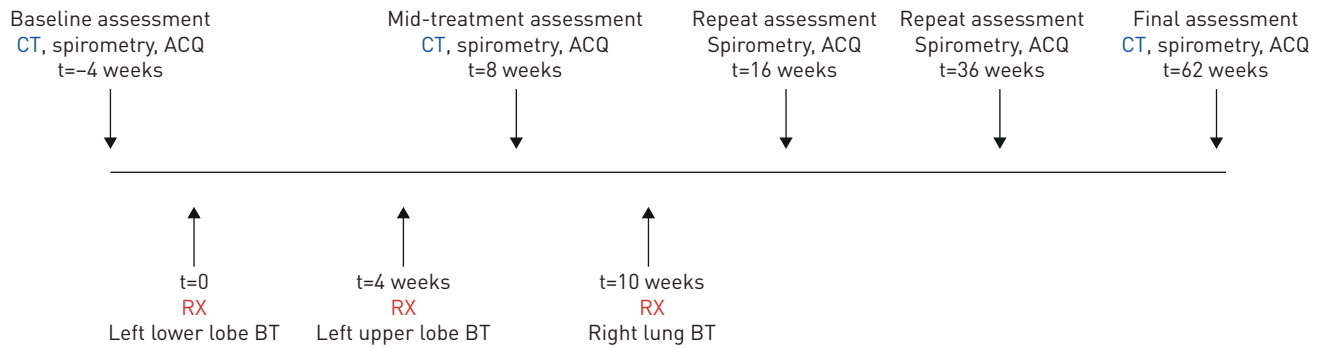 Baseline assessment
CT, spirometry, ACQ
t=–4 weeks
Mid-treatment assessment
CT, spirometry, ACQ
t=8 weeks
Repeat assessment
Spirometry, ACQ
t=16 weeks
Repeat assessment
Spirometry, ACQ
t=36 weeks
Final assessment
CT, spirometry, ACQ
t=62 weeks
t=0
RX
Left lower lobe BT
t=4 weeks
RX
Left upper lobe BT
t=10 weeks
RX
Right lung BT